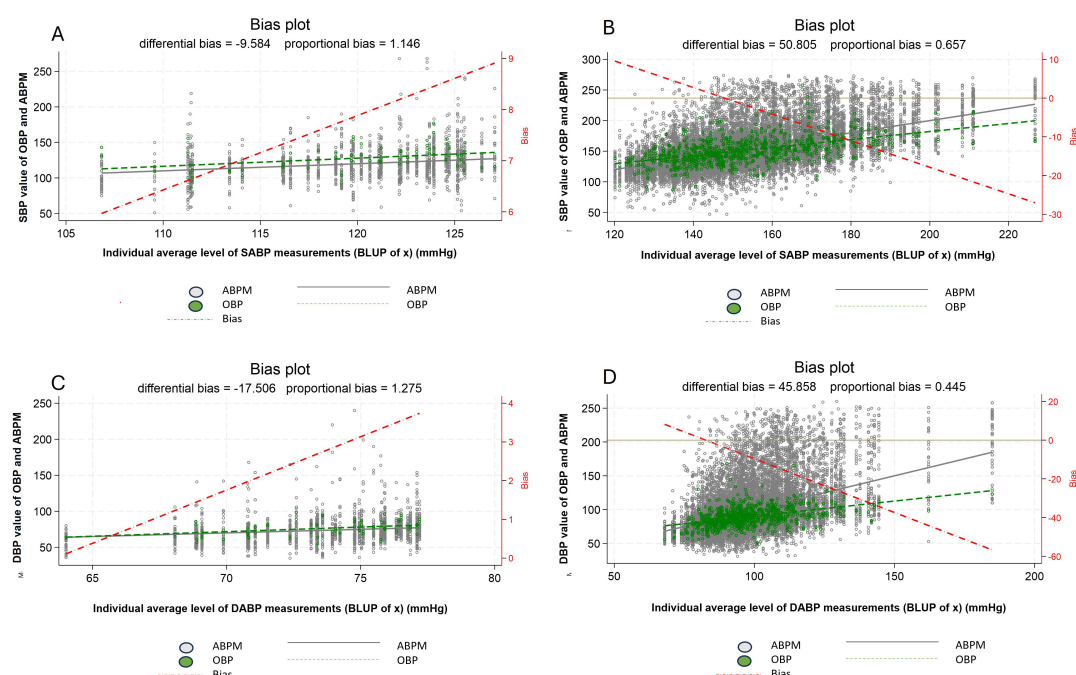 A
Bias plot
differential bias = -9.584 proportional bias = 1.146
SBP value of OBP and ABPM
250
200
150
100
50
9
8
7
6
Bias
105 110 115 120 125
Individual average level of SABP measurements (BLUP of x) (mmHg)
ABPM ABPM
OBP OBP
Bias
B
Bias plot
differential bias = 50.805 proportional bias = 0.657
SBP value of OBP and ABPM
300
250
200
150
100
50
10
0
-10
-20
-30
Bias
120 140 160 180 200 220
Individual average level of SABP measurements (BLUP of x) (mmHg)
ABPM ABPM
OBP OBP
Bias
C
Bias plot
differential bias = -17.506 proportional bias = 1.275
DBP value of OBP and ABPM
250
200
150
100
50
4
3
2
1
0
Bias
65 70 75 80
Individual average level of DABP measurements (BLUP of x) (mmHg)
ABPM ABPM
OBP OBP
Bias
D
Bias plot
differential bias = 45.858 proportional bias = 0.445
DBP value of OBP and ABPM
250
200
150
100
50
20
0
-20
-40
-60
Bias
50 100 150 200
Individual average level of DABP measurements (BLUP of x) (mmHg)
ABPM ABPM
OBP OBP
Bias